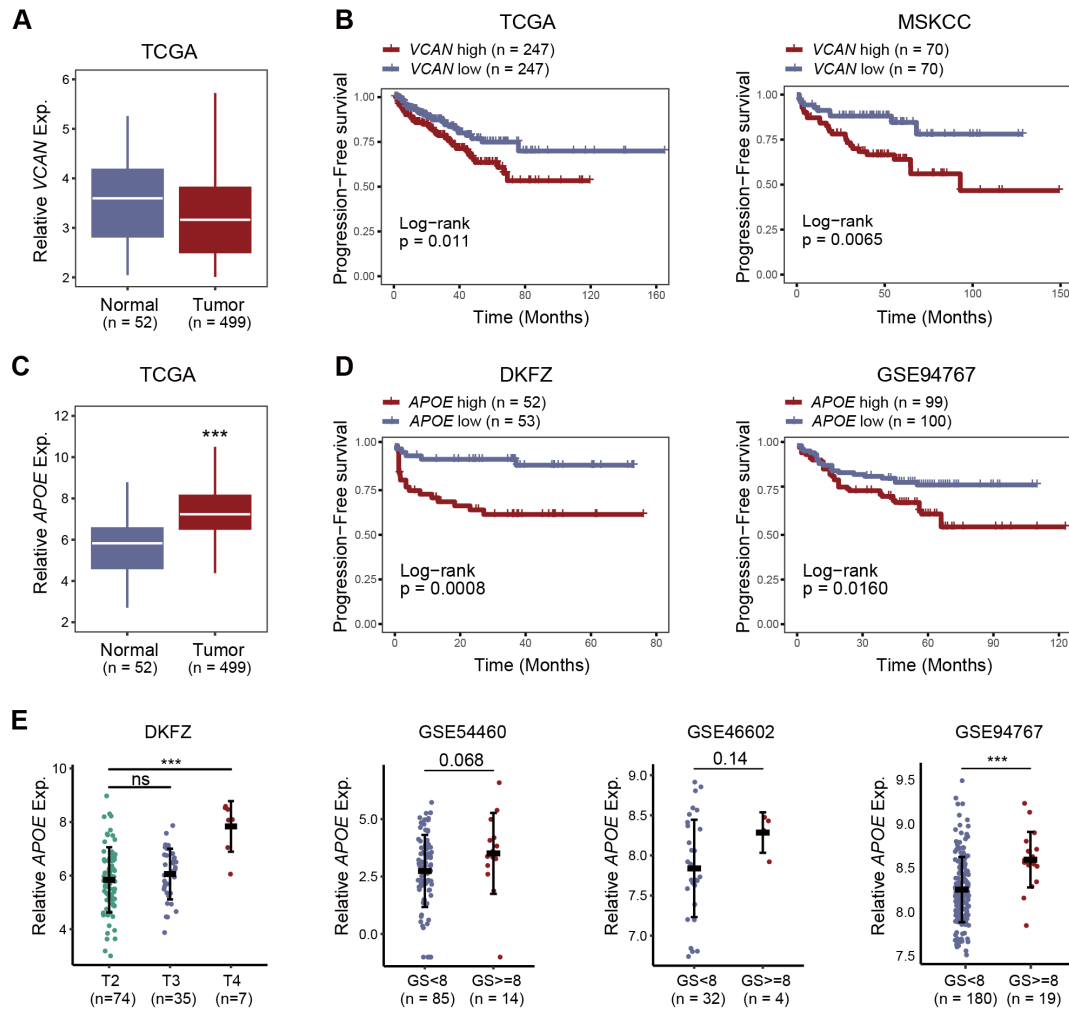 A
TCGA
Relative VCAN Exp.
6
5
4
3
2
Normal
(n = 52)
Tumor
(n = 499)
B
TCGA
VCAN high (n = 247)
VCAN low (n = 247)
Progression−Free survival
1.00
0.75
0.50
0.25
0.00
Log−rank
p = 0.011
0 40 80 120 160
Time (Months)
MSKCC
VCAN high (n = 70)
VCAN low (n = 70)
Progression−Free survival
1.00
0.75
0.50
0.25
0.00
Log−rank
p = 0.0065
0 50 100 150
Time (Months)
C
TCGA
Relative APOE Exp.
12
10
8
6
4
2
***
Normal
(n = 52)
Tumor
(n = 499)
D
DKFZ
APOE high (n = 52)
APOE low (n = 53)
Progression−Free survival
1.00
0.75
0.50
0.25
0.00
Log−rank
p = 0.0008
0 20 40 60 80
Time (Months)
GSE94767
APOE high (n = 99)
APOE low (n = 100)
Progression−Free survival
1.00
0.75
0.50
0.25
0.00
Log−rank
p = 0.0160
0 30 60 90 120
Time (Months)
E
DKFZ
Relative APOE Exp.
10
8
6
4
***
ns
T2
(n=74)
T3
(n=35)
T4
(n=7)
GSE54460
Relative APOE Exp.
5.0
2.5
0.0
0.068
GS<8
(n = 85)
GS>=8
(n = 14)
GSE46602
Relative APOE Exp.
9.0
8.5
8.0
7.5
7.0
0.14
GS<8
(n = 32)
GS>=8
(n = 4)
GSE94767
Relative APOE Exp.
9.5
9.0
8.5
8.0
7.5
***
GS<8
(n = 180)
GS>=8
(n = 19)